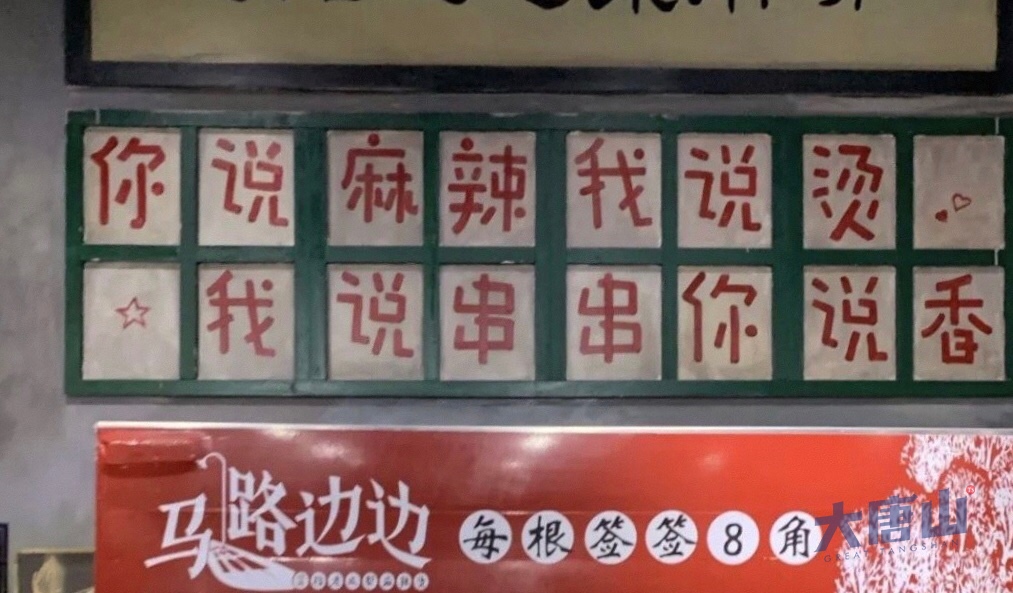 你说麻辣我说烫
我说串串你说香
马路边边
每根签签8角
大唐山